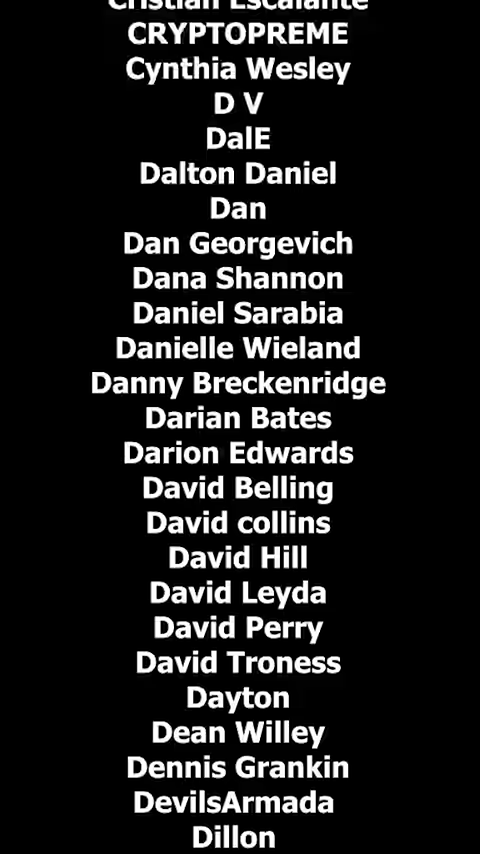 Cristian Escalante
CRYPTOPREME
Cynthia Wesley
D V
DalE
Dalton Daniel
Dan
Dan Georgevich
Dana Shannon
Daniel Sarabia
Danielle Wieland
Danny Breckenridge
Darian Bates
Darion Edwards
David Belling
David collins
David Hill
David Leyda
David Perry
David Troness
Dayton
Dean Willey
Dennis Grankin
DevilsArmada
Dillon